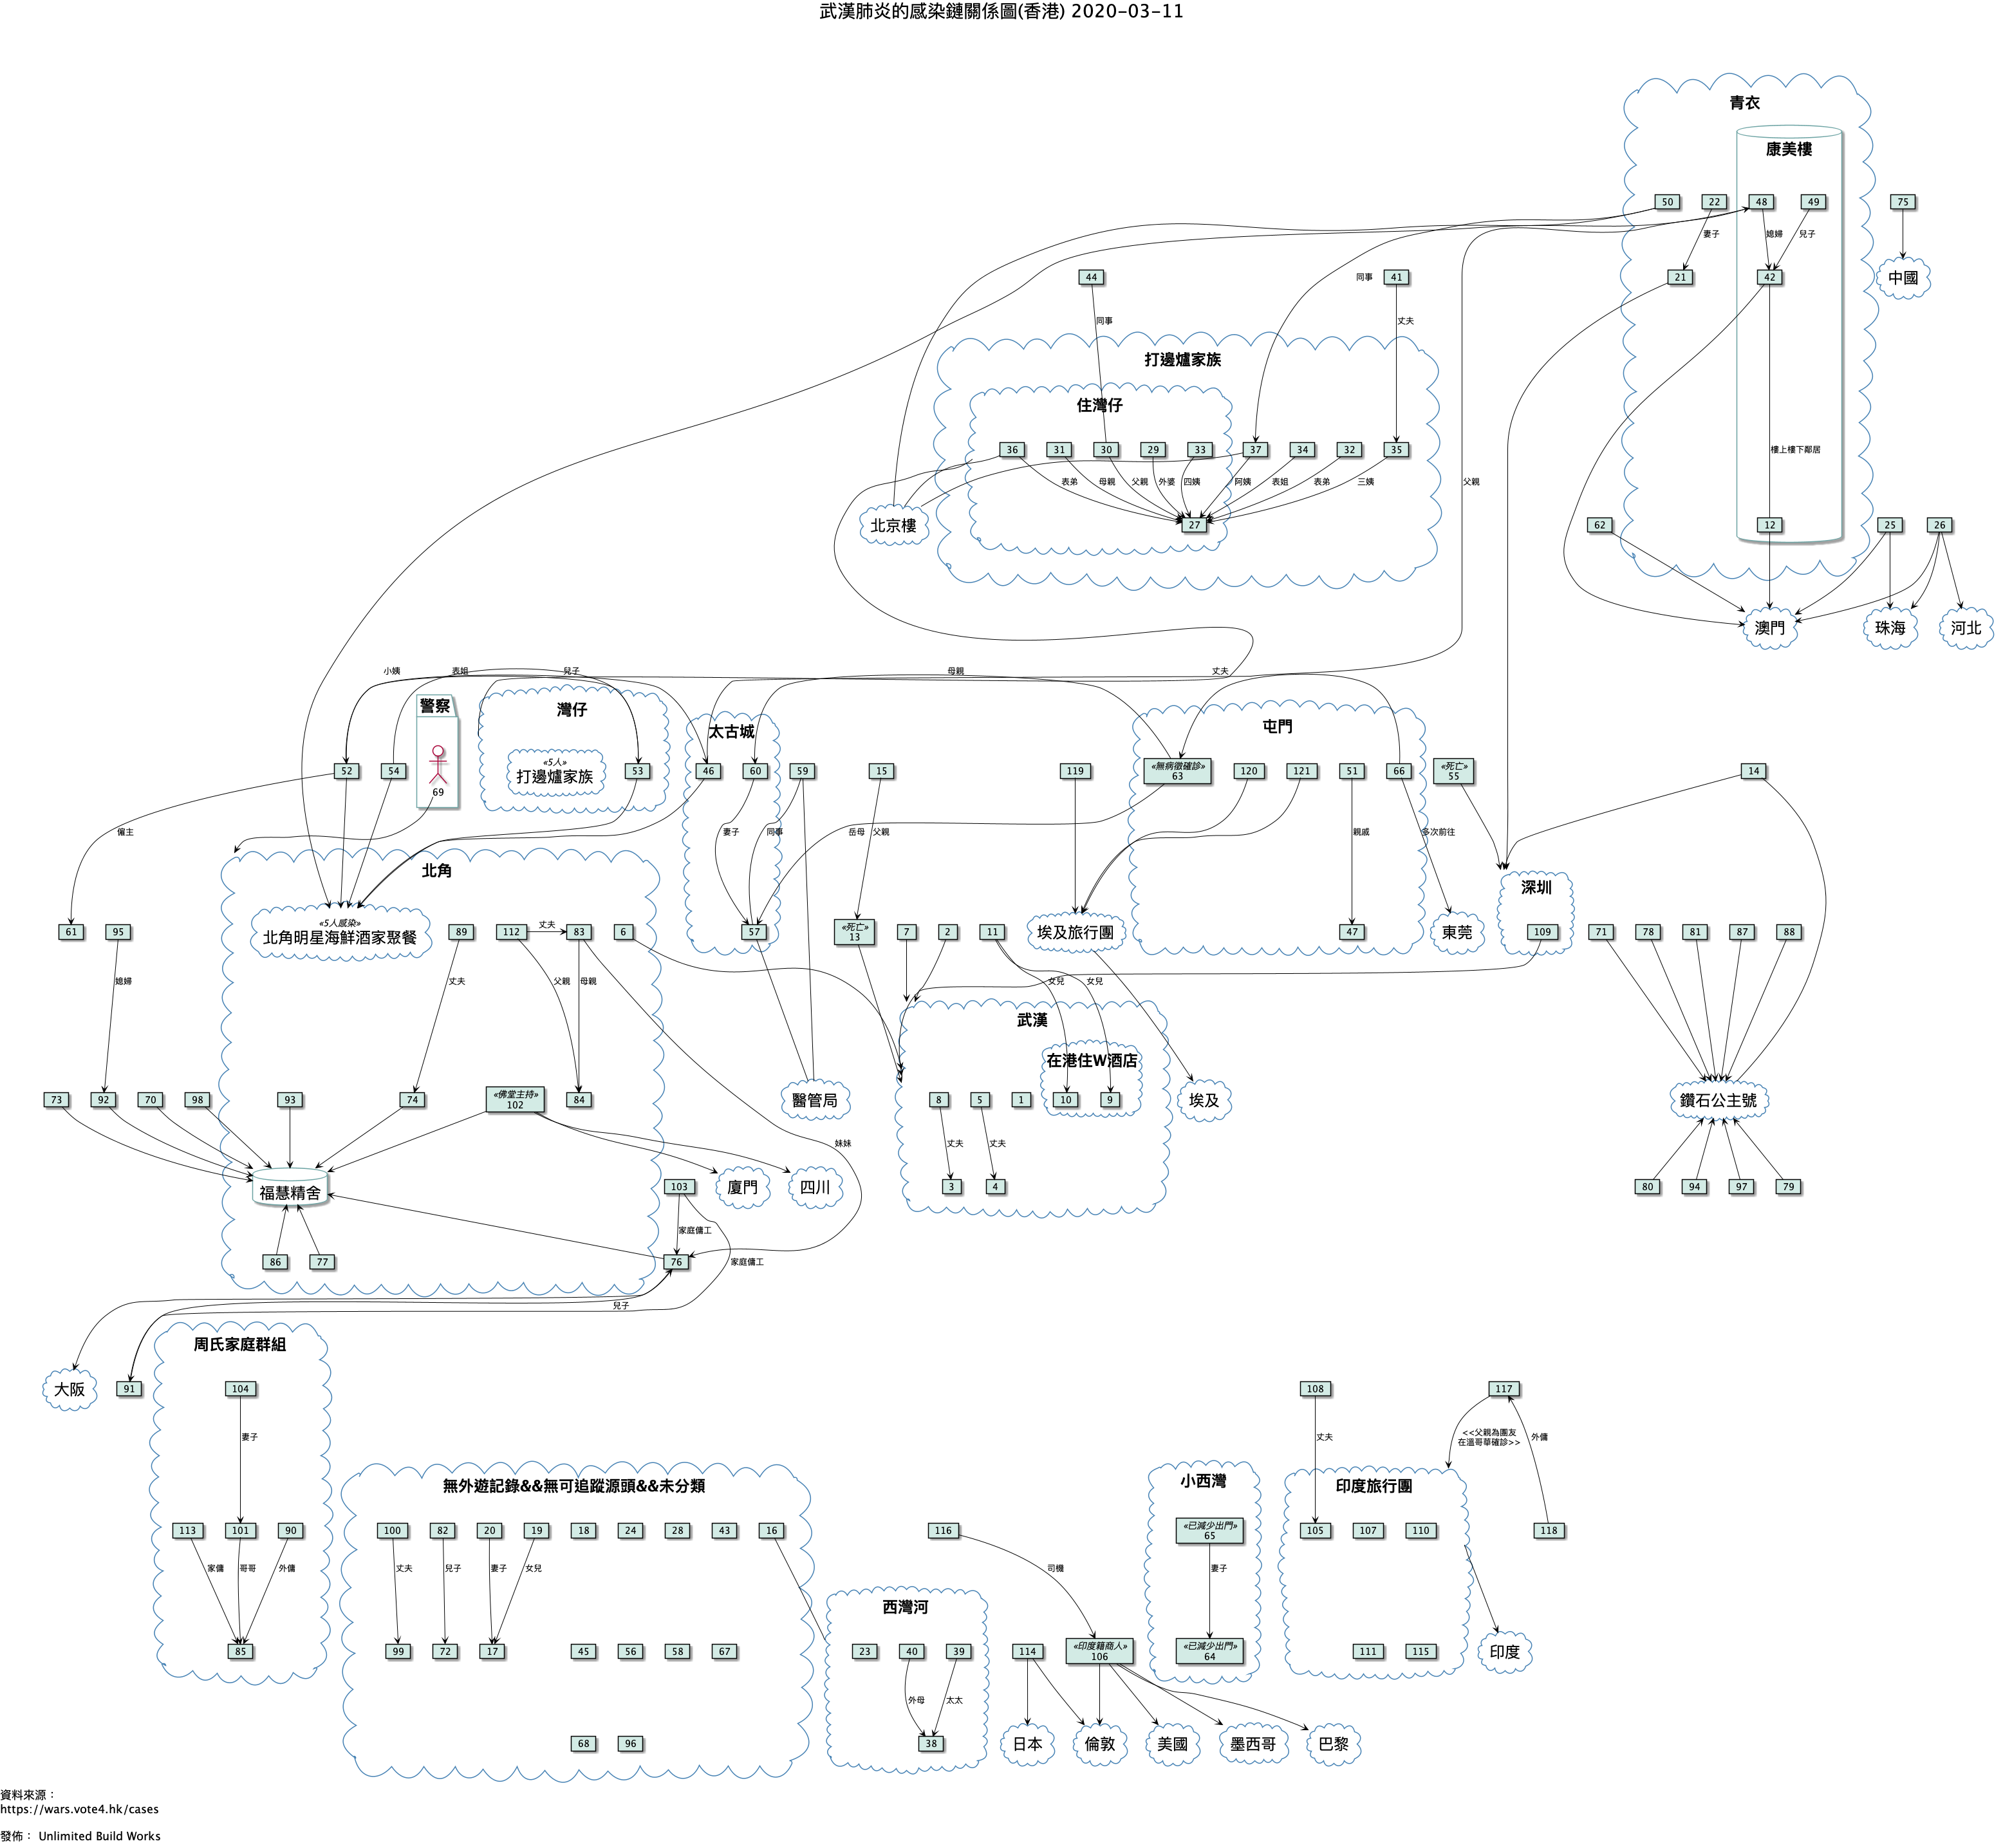 武漢肺炎的感染鏈關係圖(香港) 2020-03-11
青衣
康美樓
50
22
48
49
75
妻子
媳婦
兒子
44
同事
41
21
42
中國
同事
丈夫
打邊爐家族
住灣仔
36
31
30
29
33
37
34
32
35
樓上樓下鄰居
表弟
母親
父親
外婆
四姨
阿姨
表姐
表弟
三姨
父親
北京樓
27
62
12
25
26
澳門
珠海
河北
小姨
表姐
兒子
母親
丈夫
警察
灣仔
太古城
屯門
«5人»
打邊爐家族
52
54
69
53
46
60
59
15
119
«無病徵確診»
63
120
121
51
66
«死亡»
55
14
僱主
妻子
同事
岳母
父親
親戚
多次前往
北角
深圳
61
95
«5人感染»
北角明星海鮮酒家聚餐
89
112
丈夫
83
6
57
«死亡»
13
7
2
11
埃及旅行團
47
東莞
109
71
78
81
87
88
媳婦
丈夫
父親
母親
女兒
女兒
武漢
在港住W酒店
73
92
70
98
93
74
«佛堂主持»
102
84
醫管局
8
5
1
10
9
埃及
鑽石公主號
妹妹
丈夫
丈夫
福慧精舍
103
廈門
四川
3
4
80
94
97
79
家庭傭工
86
77
76
家庭傭工
兒子
周氏家庭群組
大阪
91
104
108
117
妻子
丈夫
<<父親為團友
在溫哥華確診>>
外傭
無外遊記錄&&無可追蹤源頭&&未分類
小西灣
印度旅行團
113
101
90
100
82
20
19
18
24
28
43
16
116
«已減少出門»
65
105
107
110
118
家傭
哥哥
外傭
丈夫
兒子
妻子
女兒
司機
妻子
西灣河
85
99
72
17
45
56
58
67
23
40
39
114
«印度籍商人»
106
«已減少出門»
64
111
115
印度
外母
太太
68
96
38
日本
倫敦
美國
墨西哥
巴黎
資料來源：
https://wars.vote4.hk/cases
發佈： Unlimited Build Works